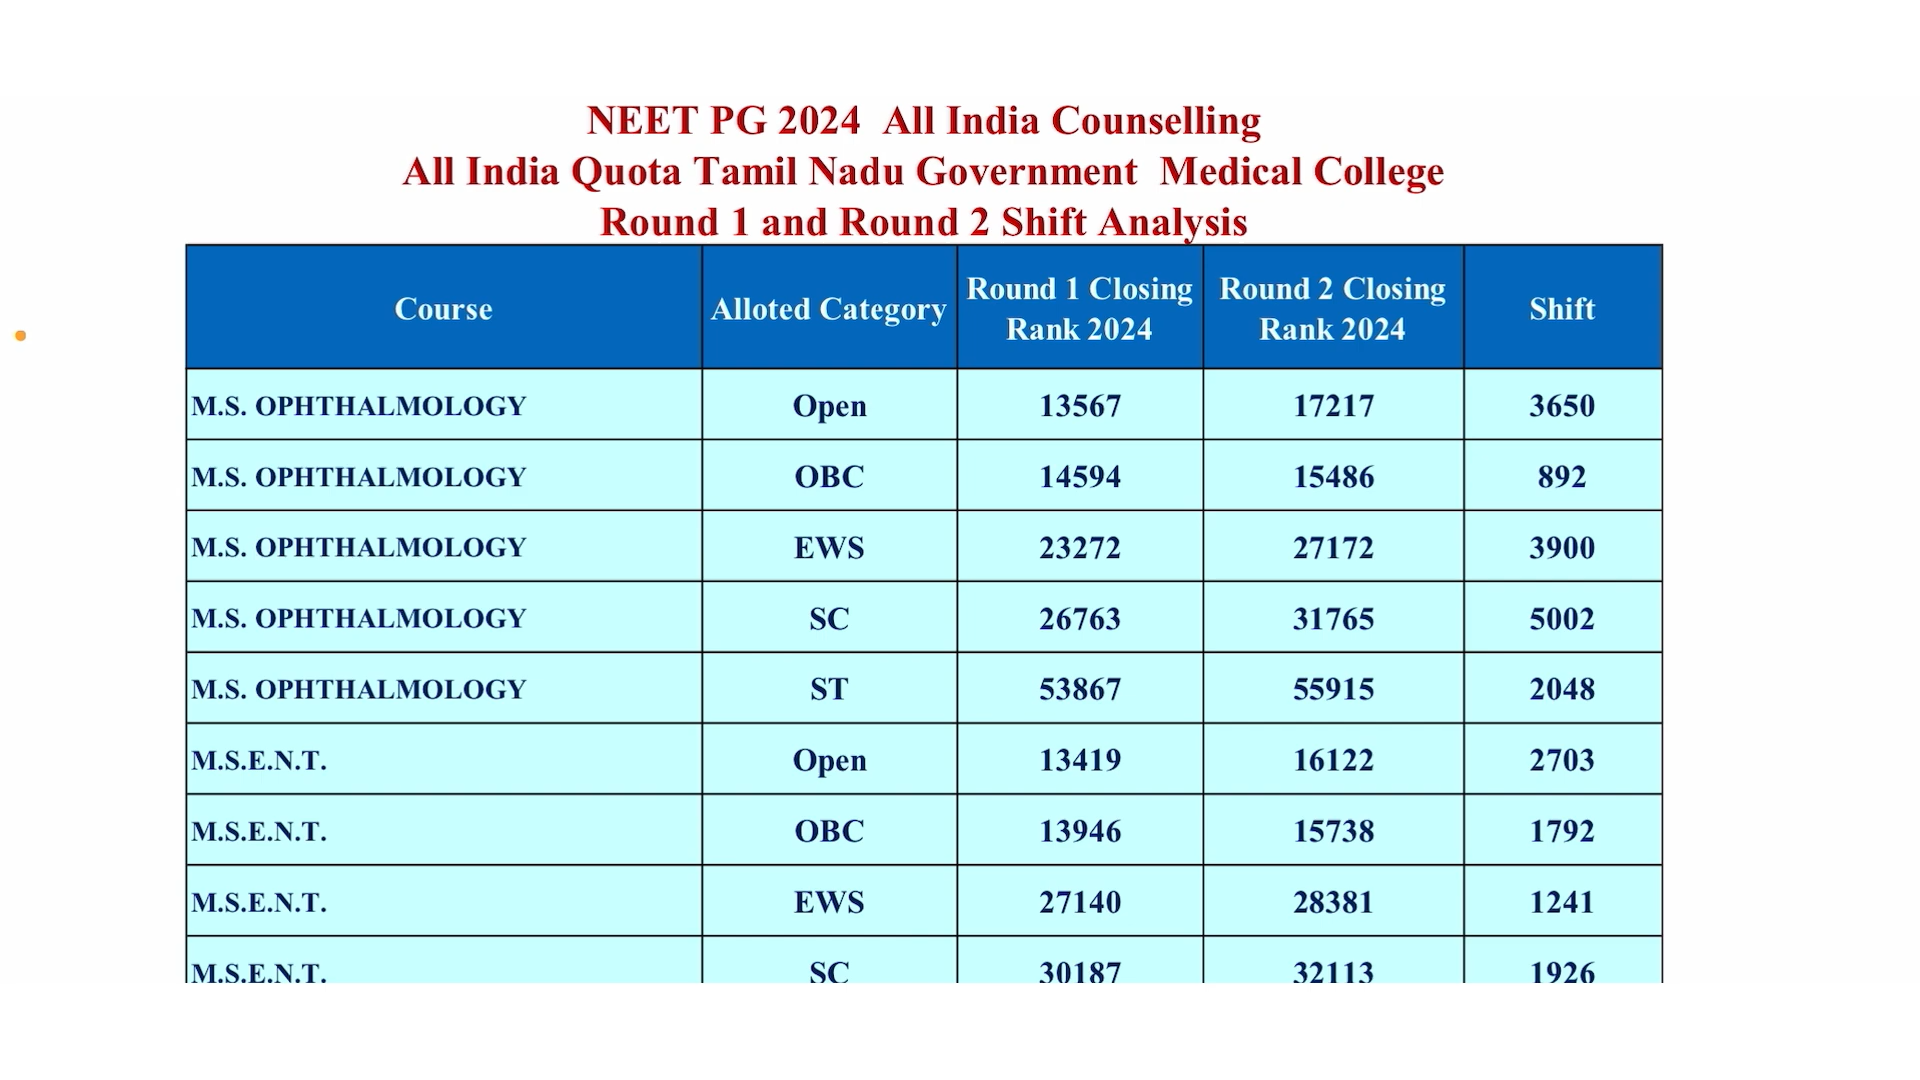 NEET PG 2024 All India Counselling
All India Quota Tamil Nadu Government Medical College
Round 1 and Round 2 Shift Analysis
Course Alloted Category Round 1 Closing Rank 2024 Round 2 Closing Rank 2024 Shift
M.S. OPHTHALMOLOGY Open 13567 17217 3650
M.S. OPHTHALMOLOGY OBC 14594 15486 892
M.S. OPHTHALMOLOGY EWS 23272 27172 3900
M.S. OPHTHALMOLOGY SC 26763 31765 5002
M.S. OPHTHALMOLOGY ST 53867 55915 2048
M.S.E.N.T. Open 13419 16122 2703
M.S.E.N.T. OBC 13946 15738 1792
M.S.E.N.T. EWS 27140 28381 1241
M.S.E.N.T. SC 30187 32113 1926